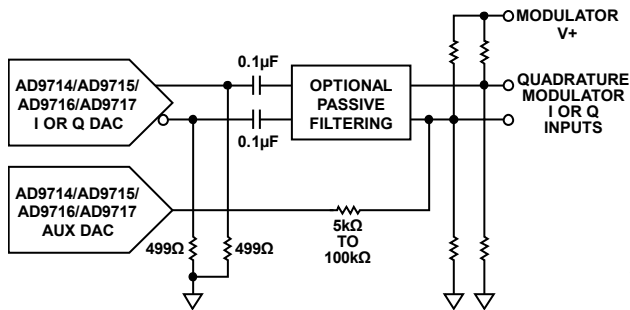 AD9714/AD9715/
AD9716/AD9717
I OR Q DAC
0.1µF
0.1µF
OPTIONAL
PASSIVE
FILTERING
MODULATOR
V+
QUADRATURE
MODULATOR
I OR Q
INPUTS
AD9714/AD9715/
AD9716/AD9717
AUX DAC
499Ω
499Ω
5kΩ
TO
100kΩ